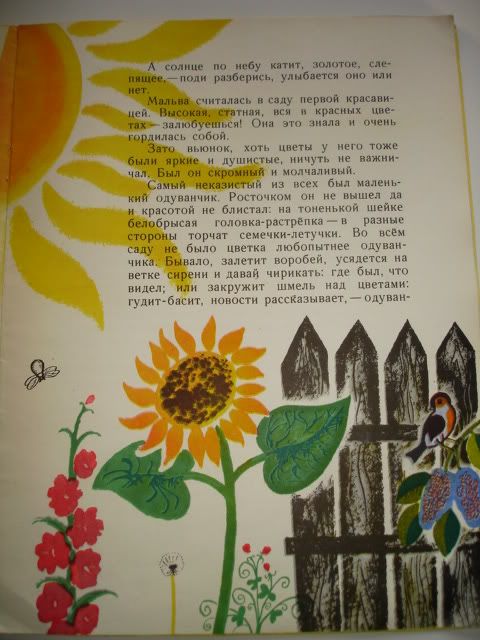 А солнце по небу катит, золотое, сле-
пящее,—поди разберись, улыбается оно или
нет.
Мальва считалась в саду первой красави-
цей. Высокая, статная, вся в красных цве-
тах — залюбуешься! Она это знала и очень
гордилась собой.
Зато вьюнок, хоть цветы у него тоже
были яркие и душистые, ничуть не важни-
чал. Был он скромный и молчаливый.
Самый неказистый из всех был малень-
кий одуванчик. Росточком он не вышел да
и красотой не блистал: на тоненькой шейке
белобрысая головка-растрёпка — в разные
стороны торчат семечки-летучки. Во всём
саду не было цветка любопытнее одуван-
чика. Бывало, залетит воробей, усядется на
ветке сирени и давай чирикать: где был, что
видел; или закружит шмель над цветами:
гудит-басит, новости рассказывает, — одуван-